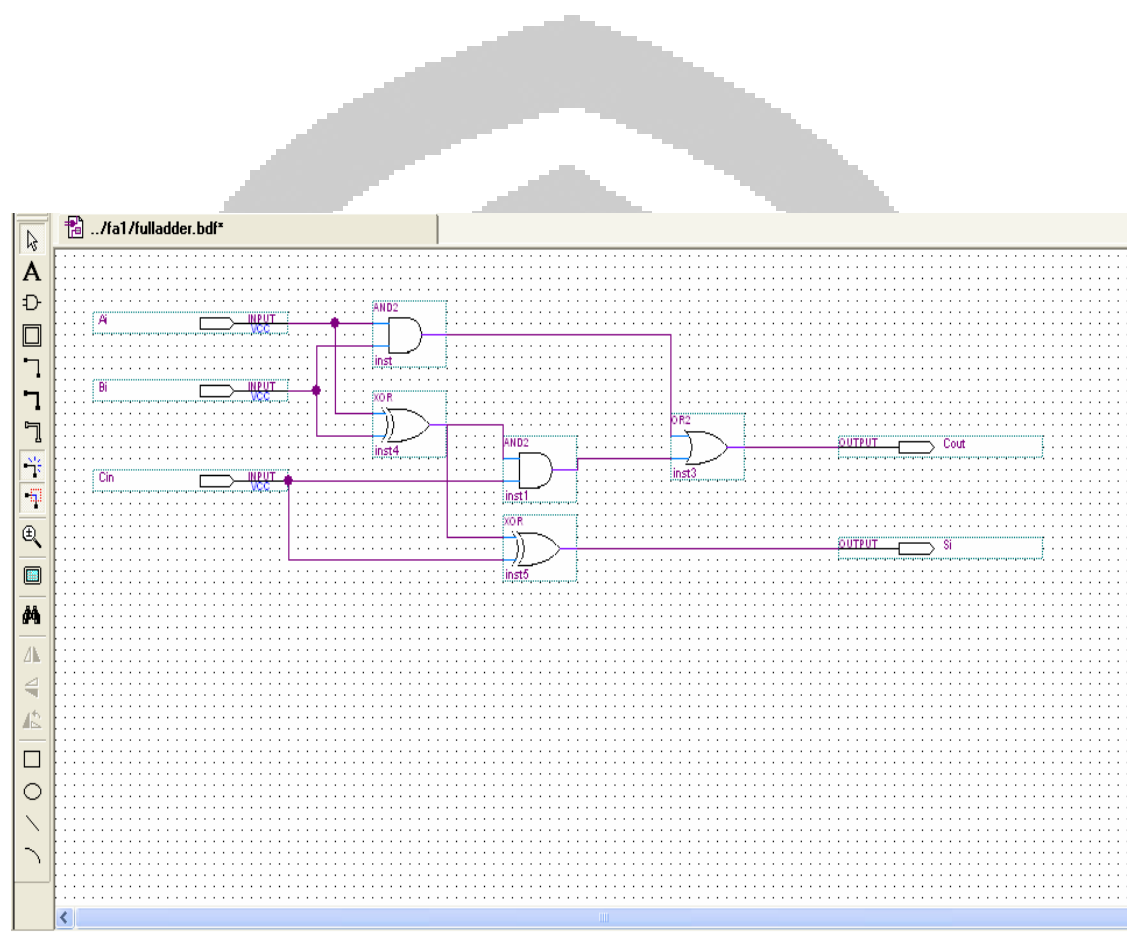 ../fa1/fulladder.bdf*
A
Ai
INPUT
VCC
AND2
inst
Bi
INPUT
VCC
XOR
inst4
Cin
INPUT
VCC
AND2
inst1
OR2
inst3
OUTPUT
Cout
XOR
inst5
OUTPUT
Si